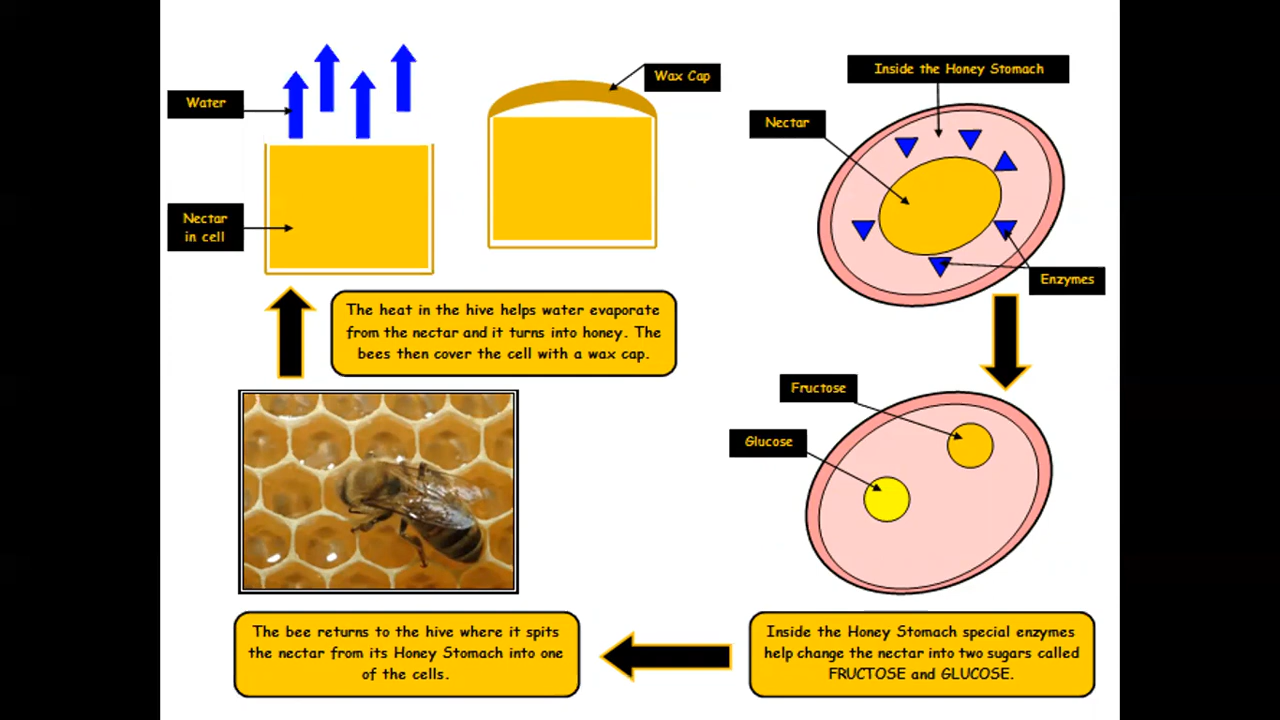 Inside the Honey Stomach
Wax Cap
Water
Nectar
Nectar
in cell
Enzymes
The heat in the hive helps water evaporate
from the nectar and it turns into honey. The
bees then cover the cell with a wax cap.
Fructose
Glucose
The bee returns to the hive where it spits
the nectar from its Honey Stomach into one
of the cells.
Inside the Honey Stomach special enzymes
help change the nectar into two sugars called
FRUCTOSE and GLUCOSE.